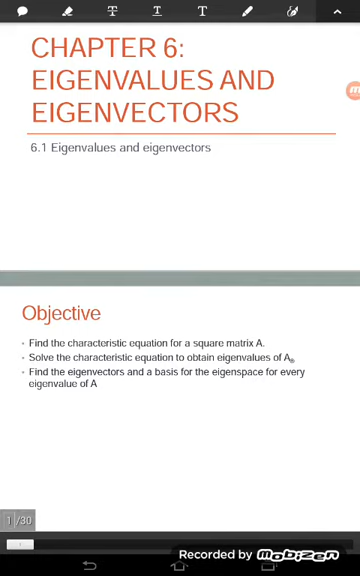 CHAPTER 6:
EIGENVALUES AND
EIGENVECTORS
6.1 Eigenvalues and eigenvectors
Objective
• Find the characteristic equation for a square matrix A.
• Solve the characteristic equation to obtain eigenvalues of A.
• Find the eigenvectors and a basis for the eigenspace for every
eigenvalue of A
1 /30
Recorded by mobizen